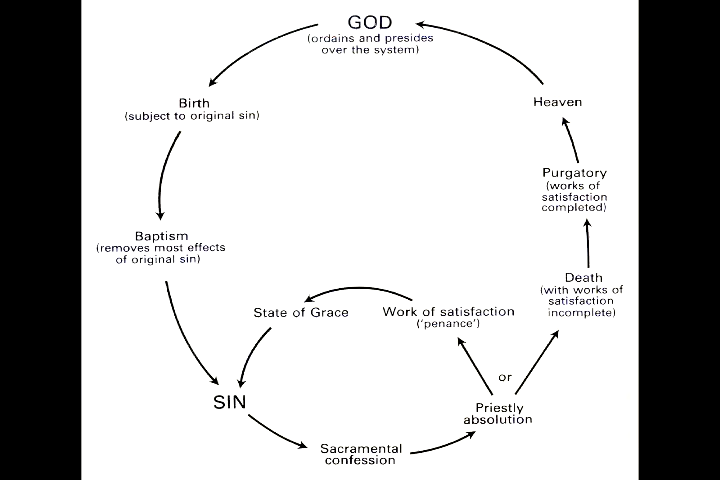 GOD
(ordains and presides
over the system)
Birth
(subject to original sin)
Heaven
Purgatory
(works of
satisfaction
completed)
Baptism
(removes most effects
of original sin)
Death
(with works of
satisfaction
incomplete)
State of Grace
Work of satisfaction
('penance')
or
SIN
Priestly
absolution
Sacramental
confession